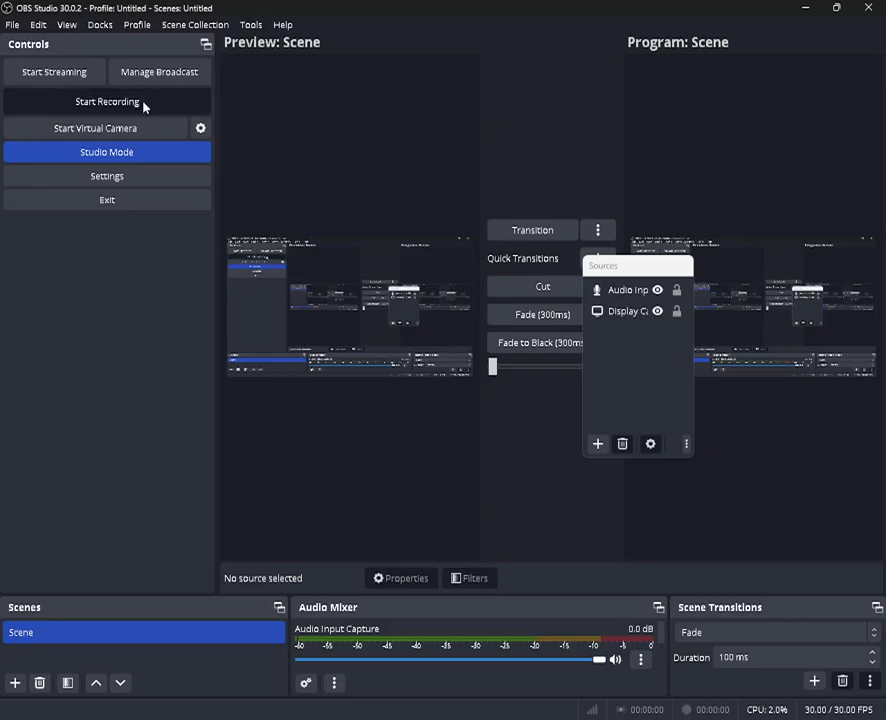 OBS Studio 30.0.2 - Profile: Untitled - Scenes: Untitled
File Edit View Docks Profile Scene Collection Tools Help
Controls
Start Streaming Manage Broadcast
Start Recording
Start Virtual Camera
Studio Mode
Settings
Exit
Preview: Scene
Program: Scene
Transition
Quick Transitions
Cut
Fade (300ms)
Fade to Black (300ms
Sources
Audio Inp
Display Ca
No source selected
Properties Filters
Scenes
Scene
Audio Mixer
Audio Input Capture 0.0 dB
-60 -55 -50 -45 -40 -35 -30 -25 -20 -15 -10 -5 0
Scene Transitions
Fade
Duration 100 ms
00:00:00 00:00:00 CPU: 2.0% 30.00 / 30.00 FPS